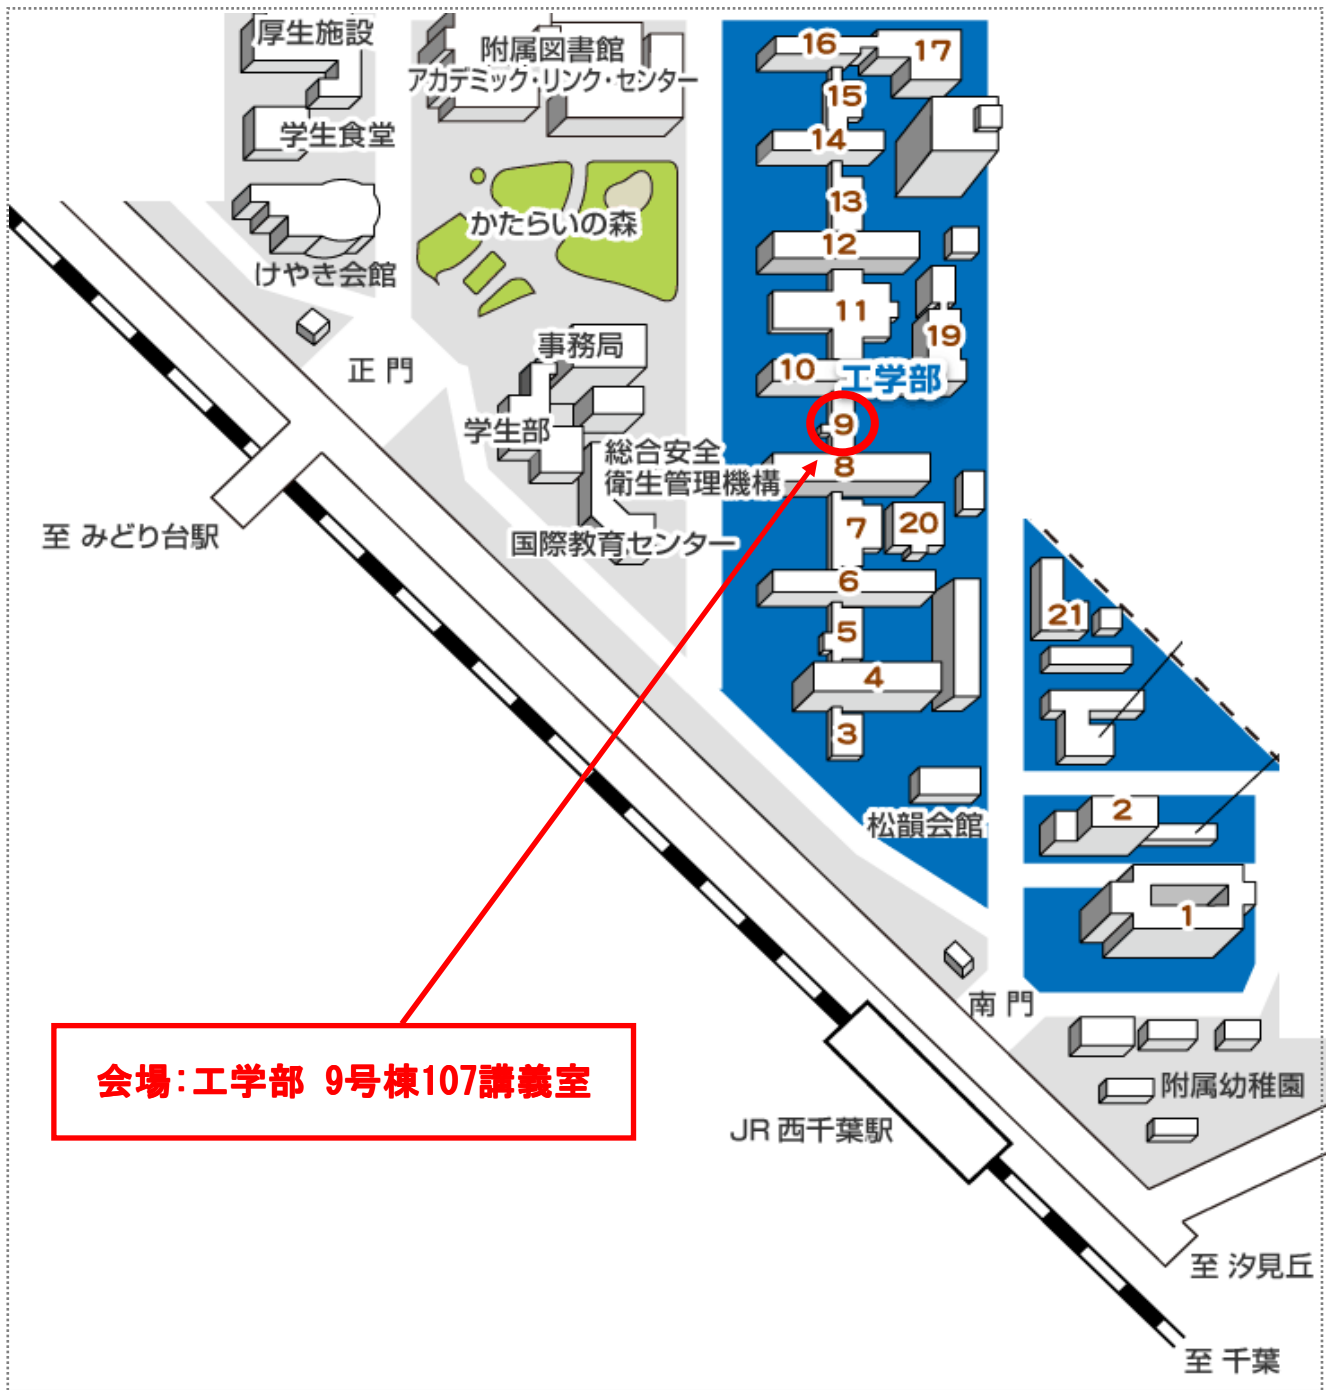 厚生施設
附属図書館
アカデミック・リンク・センター
学生食堂
かたらいの森
けやき会館
正門
事務局
学生部
総合安全
衛生管理機構
国際教育センター
至 みどり台駅
16
17
15
14
13
12
11
19
10
工学部
9
8
7
20
6
5
4
3
21
松韻会館
2
1
南門
会場：工学部 9号棟107講義室
附属幼稚園
JR 西千葉駅
至 汐見丘
至 千葉